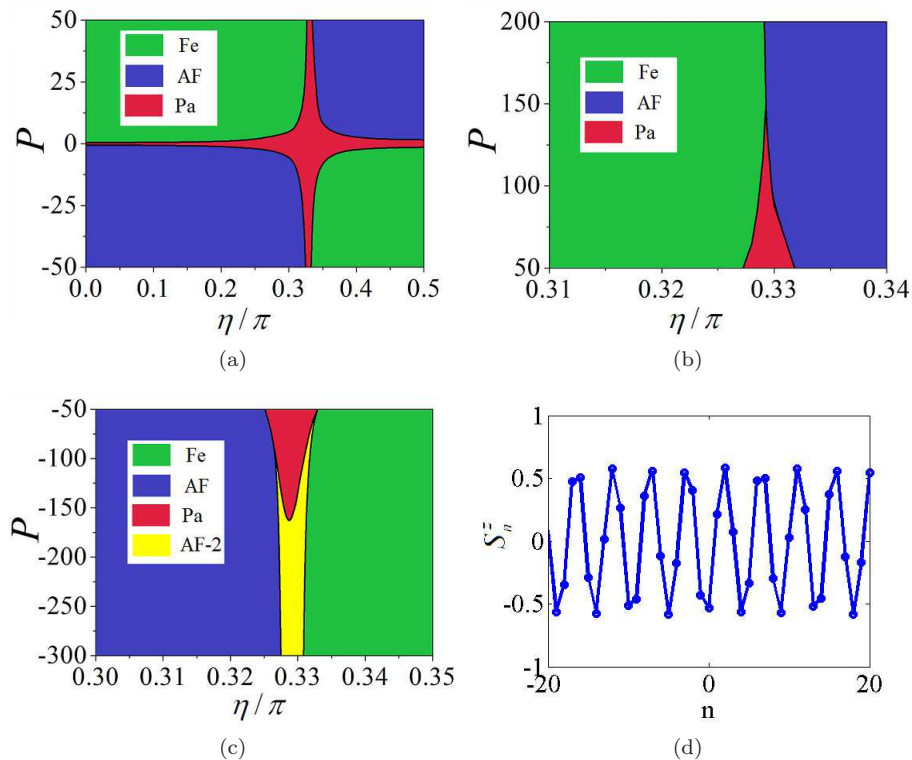 50
25
0
-25
-50
P
Fe
AF
Pa
0.0 0.1 0.2 0.3 0.4 0.5
η / π
(a)
200
150
100
50
P
Fe
AF
Pa
0.31 0.32 0.33 0.34
η / π
(b)
-50
-100
-150
-200
-250
-300
P
Fe
AF
Pa
AF-2
0.30 0.31 0.32 0.33 0.34 0.35
η / π
(c)
1
0.5
0
-0.5
-1
S_n^z
-20 0 20
n
(d)